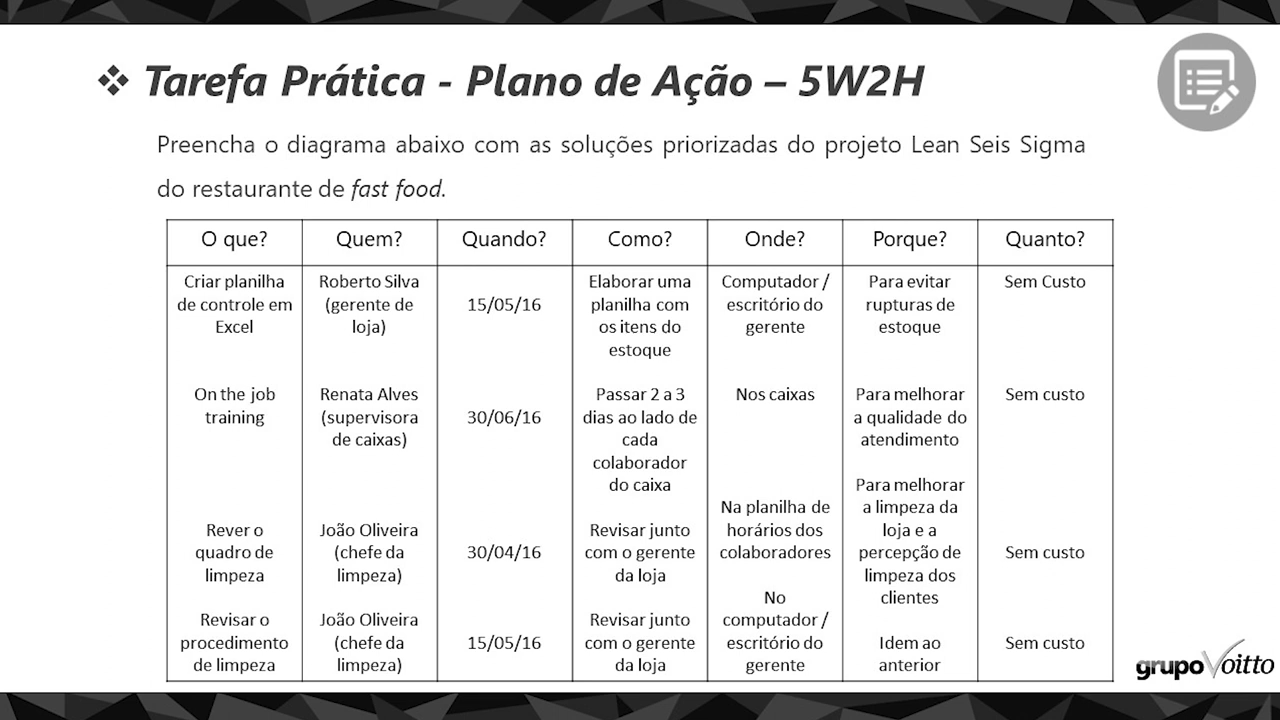 ❖ Tarefa Prática - Plano de Ação – 5W2H
Preencha o diagrama abaixo com as soluções priorizadas do projeto Lean Seis Sigma
do restaurante de fast food.
O que? Quem? Quando? Como? Onde? Porque? Quanto?
Criar planilha
de controle em
Excel
Roberto Silva
(gerente de
loja)
15/05/16
Elaborar uma
planilha com
os itens do
estoque
Computador /
escritório do
gerente
Para evitar
rupturas de
estoque
Sem Custo
On the job
training
Renata Alves
(supervisora
de caixas)
30/06/16
Passar 2 a 3
dias ao lado de
cada
colaborador
do caixa
Nos caixas
Para melhorar
a qualidade do
atendimento
Sem custo
Rever o
quadro de
limpeza
João Oliveira
(chefe da
limpeza)
30/04/16
Revisar junto
com o gerente
da loja
Na planilha de
horários dos
colaboradores
Para melhorar
a limpeza da
loja e a
percepção de
limpeza dos
clientes
Sem custo
Revisar o
procedimento
de limpeza
João Oliveira
(chefe da
limpeza)
15/05/16
Revisar junto
com o gerente
da loja
No
computador /
escritório do
gerente
Idem ao
anterior
Sem custo
grupo Voitto